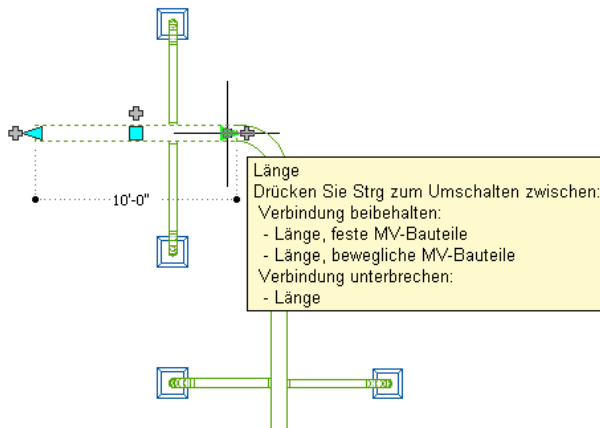 10'-0"
Länge
Drücken Sie Strg zum Umschalten zwischen:
Verbindung beibehalten:
- Länge, feste MV-Bauteile
- Länge, bewegliche MV-Bauteile
Verbindung unterbrechen:
- Länge